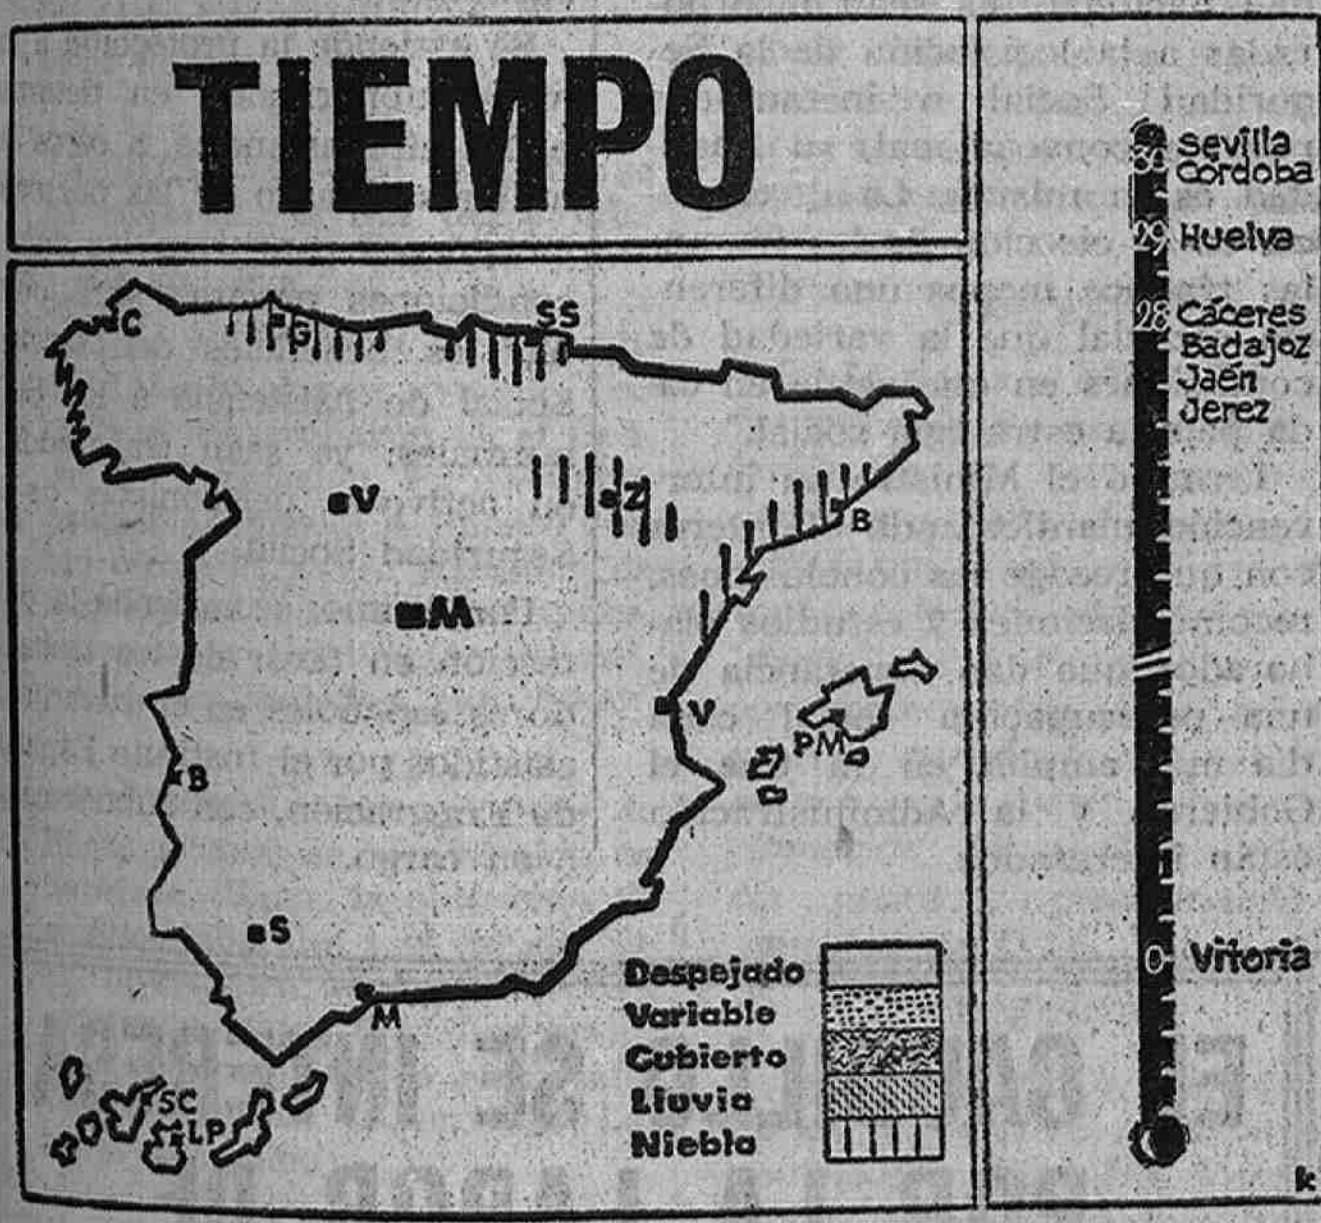 TIEMPO
C
G
SS
V
Z
B
M
V
PM
B
S
M
SC
LP
Despejado
Variable
Cubierto
Lluvia
Niebla
Sevilla
Córdoba
29 Huelva
28 Cáceres
Badajoz
Jaén
Jerez
0 Vitoria
k